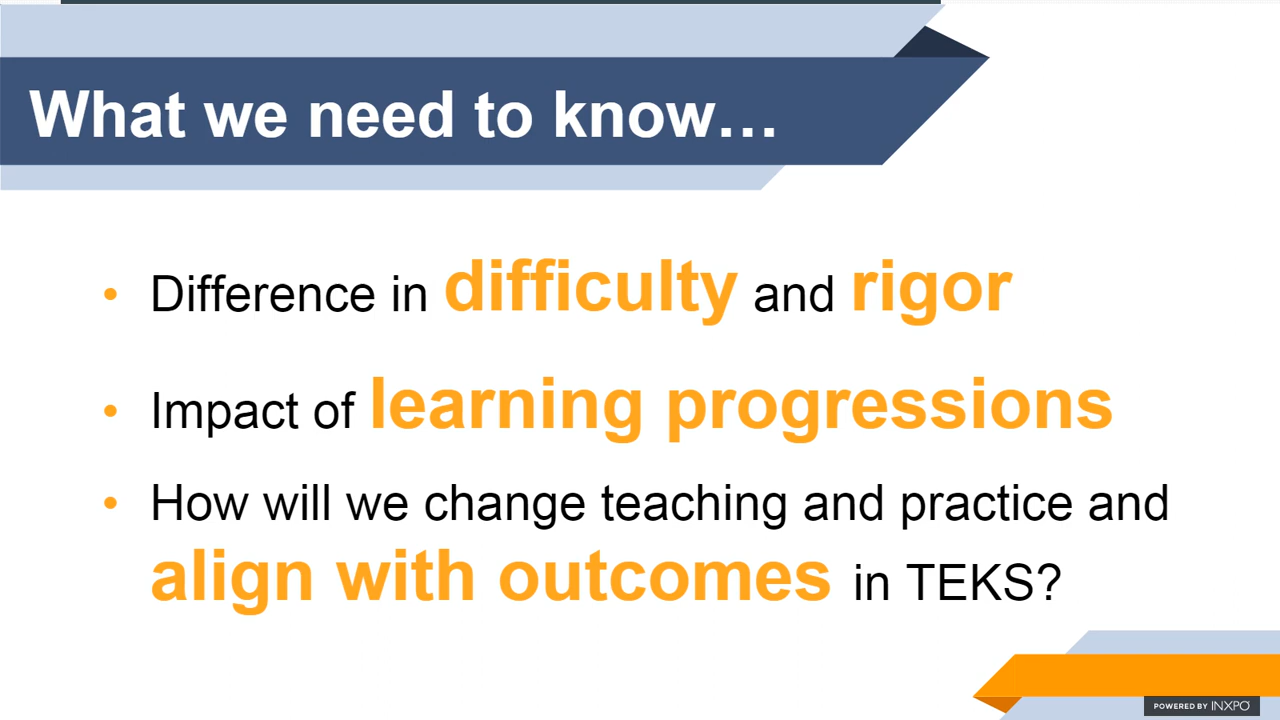 What we need to know…
• Difference in difficulty and rigor
• Impact of learning progressions
• How will we change teaching and practice and
align with outcomes in TEKS?
POWERED BY INXPO